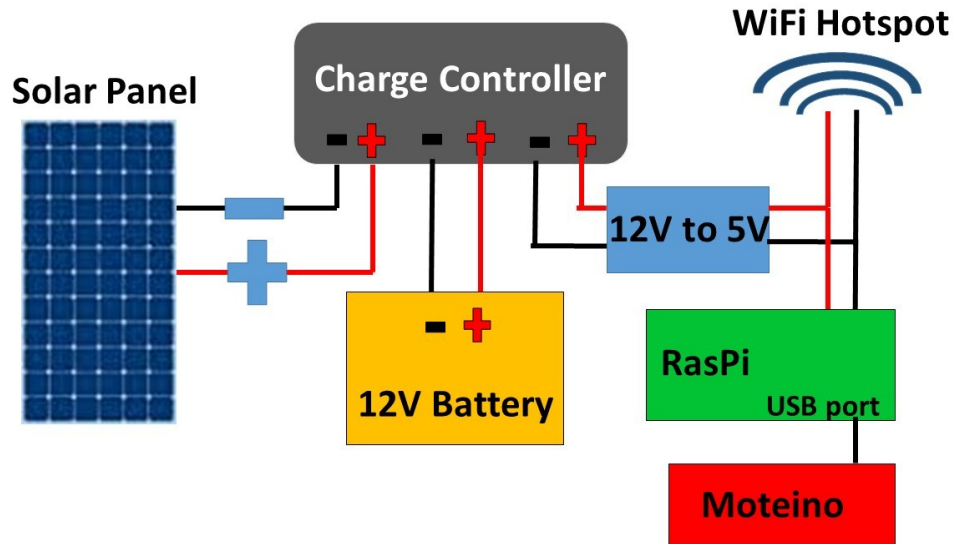 WiFi Hotspot
Solar Panel
Charge Controller
- + - + - +
12V to 5V
- +
12V Battery
RasPi
USB port
Moteino